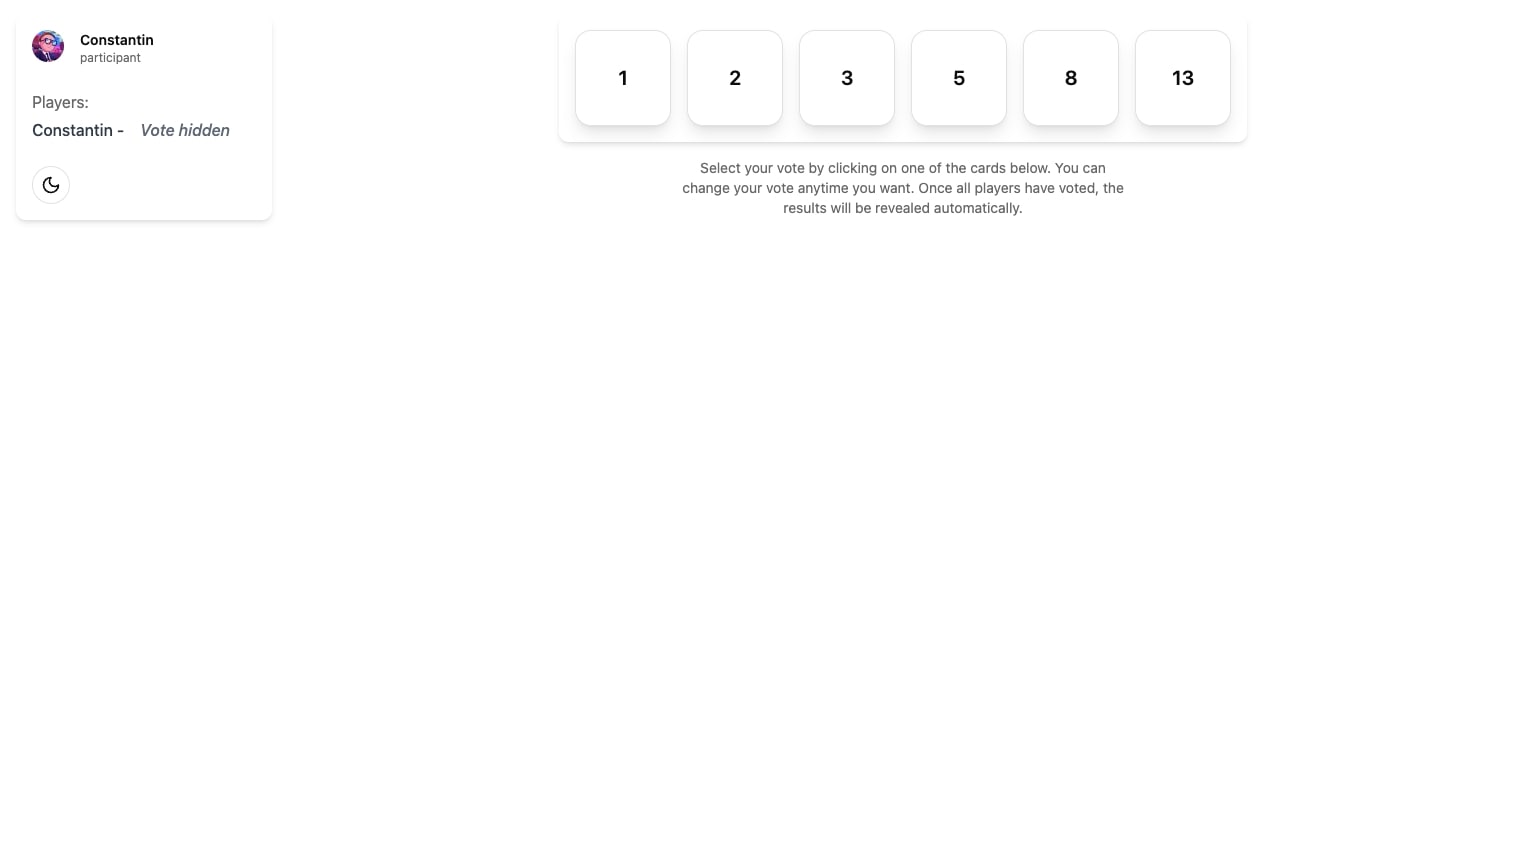 Constantin
participant
Players:
Constantin - Vote hidden
1 2 3 5 8 13
Select your vote by clicking on one of the cards below. You can
change your vote anytime you want. Once all players have voted, the
results will be revealed automatically.